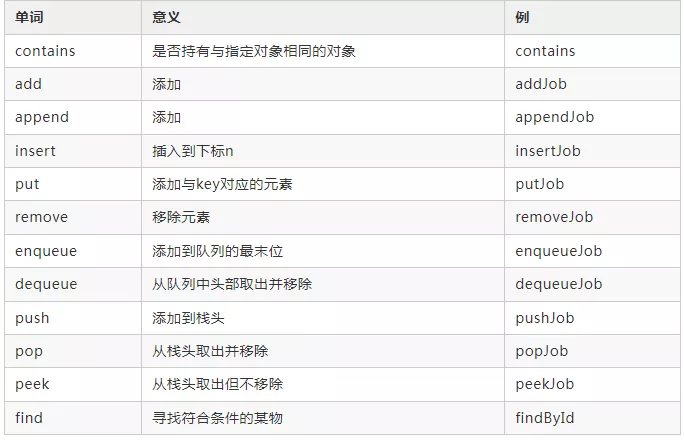 单词 意义 例
contains 是否持有与指定对象相同的对象 contains
add 添加 addJob
append 添加 appendJob
insert 插入到下标n insertJob
put 添加与key对应的元素 putJob
remove 移除元素 removeJob
enqueue 添加到队列的最末位 enqueueJob
dequeue 从队列中头部取出并移除 dequeueJob
push 添加到栈头 pushJob
pop 从栈头取出并移除 popJob
peek 从栈头取出但不移除 peekJob
find 寻找符合条件的某物 findById